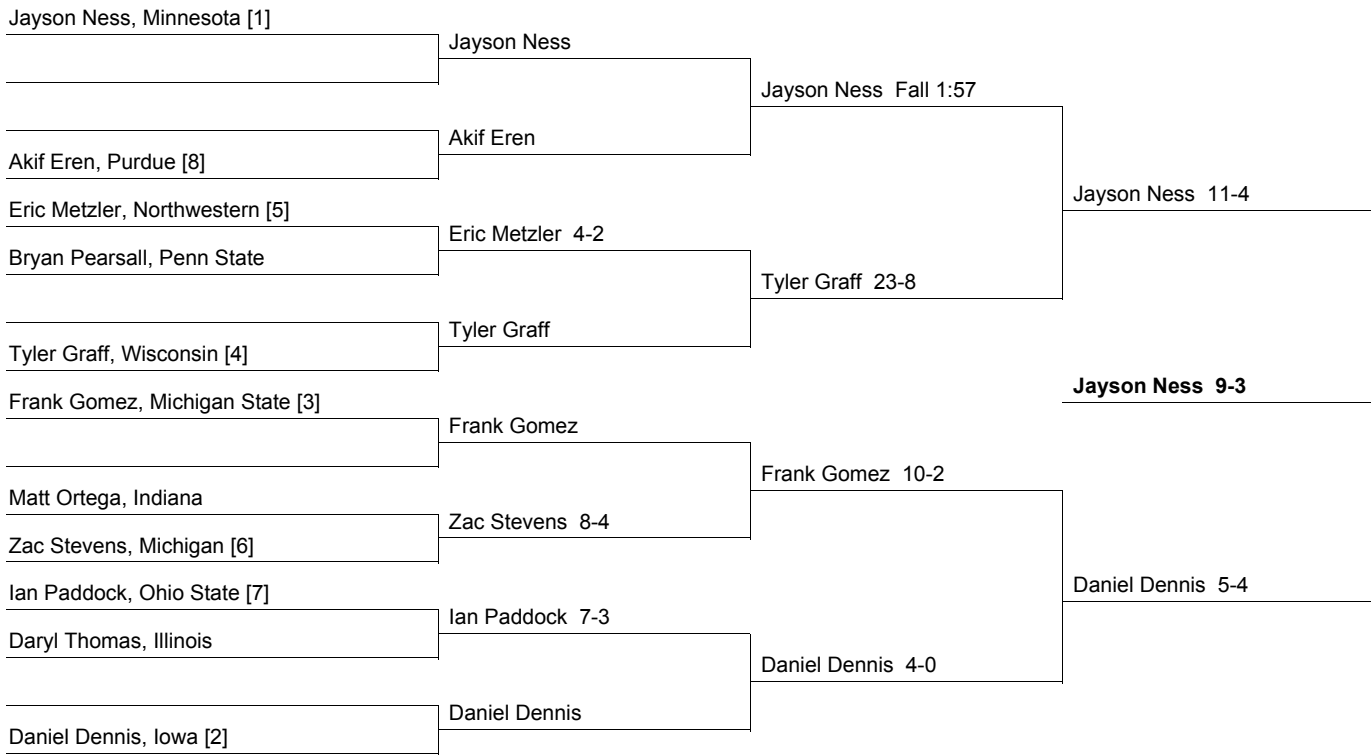 Jayson Ness, Minnesota [1]
Akif Eren, Purdue [8]
Eric Metzler, Northwestern [5]
Bryan Pearsall, Penn State
Tyler Graff, Wisconsin [4]
Frank Gomez, Michigan State [3]
Matt Ortega, Indiana
Zac Stevens, Michigan [6]
Ian Paddock, Ohio State [7]
Daryl Thomas, Illinois
Daniel Dennis, Iowa [2]
Jayson Ness
Akif Eren
Eric Metzler 4-2
Tyler Graff
Frank Gomez
Zac Stevens 8-4
Ian Paddock 7-3
Daniel Dennis
Jayson Ness Fall 1:57
Tyler Graff 23-8
Frank Gomez 10-2
Daniel Dennis 4-0
Jayson Ness 11-4
Daniel Dennis 5-4
Jayson Ness 9-3